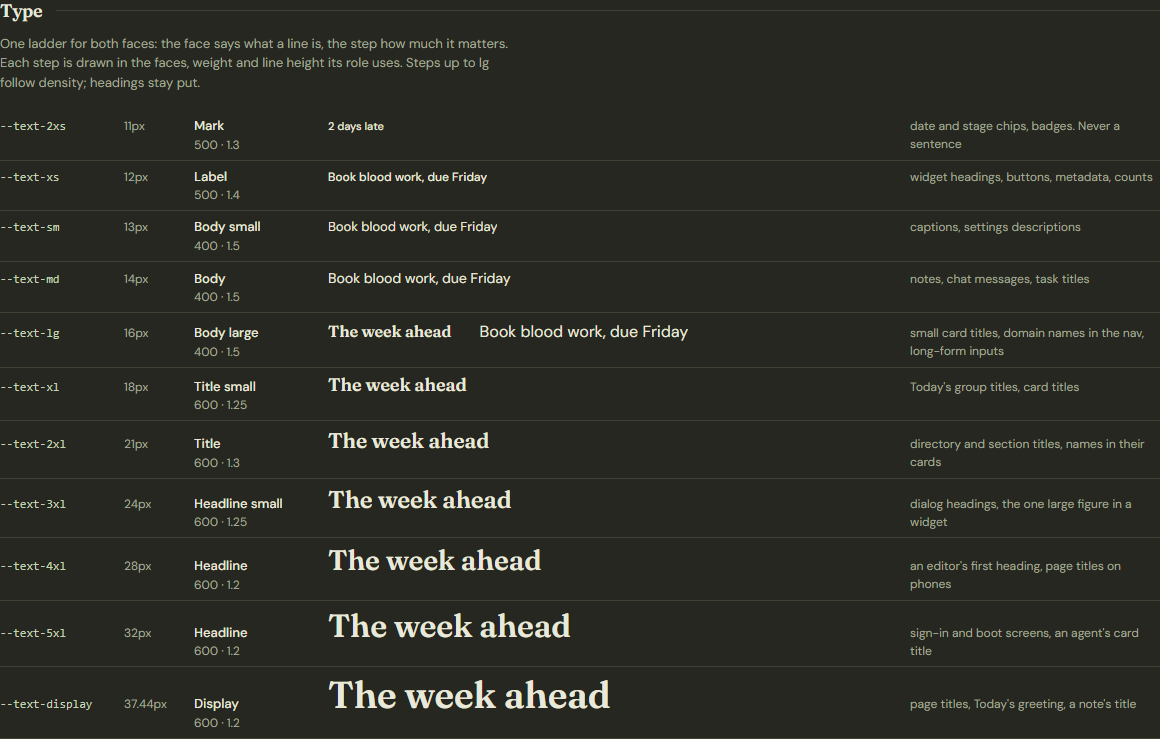 Type
One ladder for both faces: the face says what a line is, the step how much it matters.
Each step is drawn in the faces, weight and line height its role uses. Steps up to lg
follow density; headings stay put.
--text-2xs 11px Mark 2 days late date and stage chips, badges. Never a
500 · 1.3 sentence
--text-xs 12px Label Book blood work, due Friday widget headings, buttons, metadata, counts
500 · 1.4
--text-sm 13px Body small Book blood work, due Friday captions, settings descriptions
400 · 1.5
--text-md 14px Body Book blood work, due Friday notes, chat messages, task titles
400 · 1.5
--text-lg 16px Body large The week ahead Book blood work, due Friday small card titles, domain names in the nav,
400 · 1.5 long-form inputs
--text-xl 18px Title small The week ahead Today's group titles, card titles
600 · 1.25
--text-2xl 21px Title The week ahead directory and section titles, names in their
600 · 1.3 cards
--text-3xl 24px Headline small The week ahead dialog headings, the one large figure in a
600 · 1.25 widget
--text-4xl 28px Headline The week ahead an editor's first heading, page titles on
600 · 1.2 phones
--text-5xl 32px Headline The week ahead sign-in and boot screens, an agent's card
600 · 1.2 title
--text-display 37.44px Display The week ahead page titles, Today's greeting, a note's title
600 · 1.2